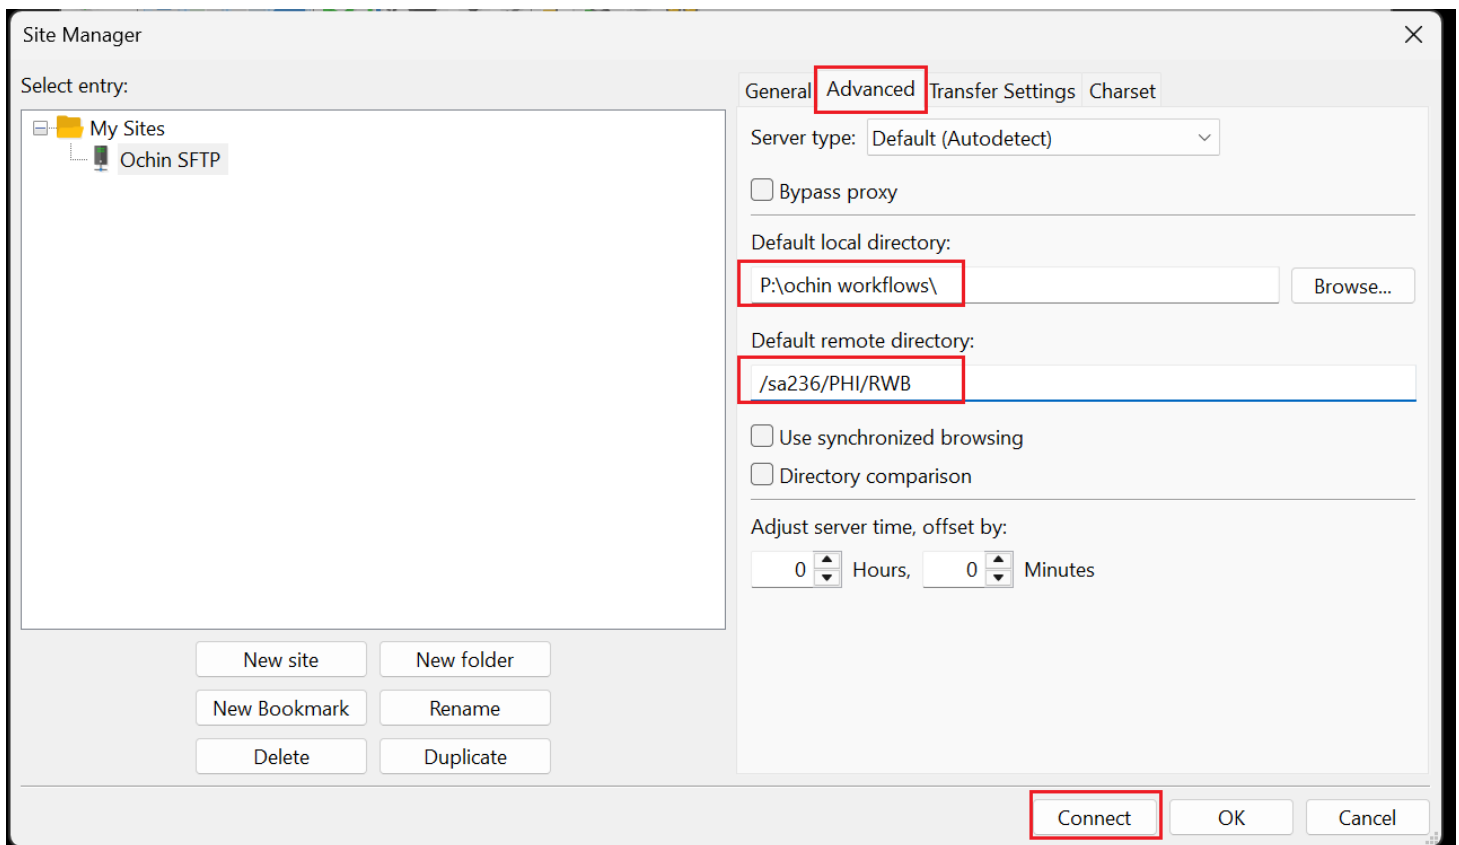 Site Manager
Select entry:
My Sites
Ochin SFTP
New site
New folder
New Bookmark
Rename
Delete
Duplicate
General
Advanced
Transfer Settings
Charset
Server type: Default (Autodetect)
Bypass proxy
Default local directory:
P:\ochin workflows\
Browse...
Default remote directory:
/sa236/PHI/RWB
Use synchronized browsing
Directory comparison
Adjust server time, offset by:
0 Hours, 0 Minutes
Connect
OK
Cancel